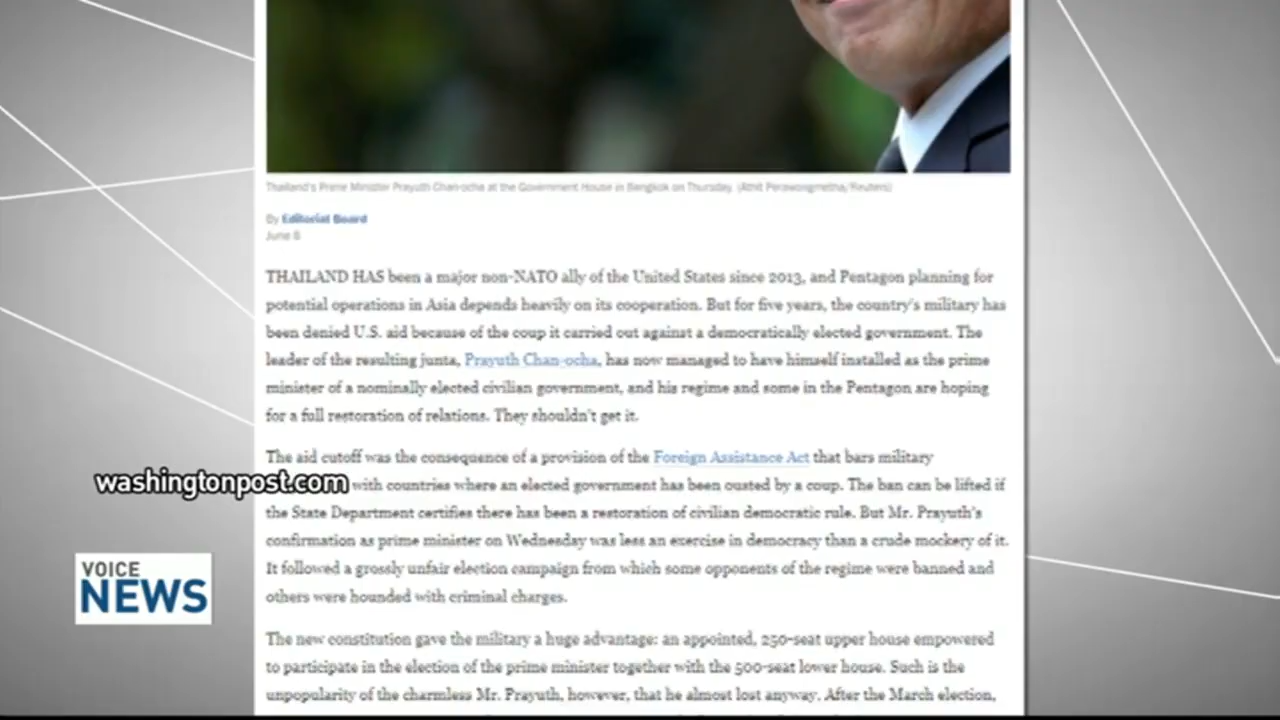 Thailand's Prime Minister Prayuth Chan-ocha at the Government House in Bangkok on Thursday. (Athit Perawongmetha/Reuters)
By Editorial Board
June 8
THAILAND HAS been a major non-NATO ally of the United States since 2013, and Pentagon planning for
potential operations in Asia depends heavily on its cooperation. But for five years, the country's military has
been denied U.S. aid because of the coup it carried out against a democratically elected government. The
leader of the resulting junta, Prayuth Chan-ocha, has now managed to have himself installed as the prime
minister of a nominally elected civilian government, and his regime and some in the Pentagon are hoping
for a full restoration of relations. They shouldn't get it.
The aid cutoff was the consequence of a provision of the Foreign Assistance Act that bars military
washingtonpost.com
with countries where an elected government has been ousted by a coup. The ban can be lifted if
the State Department certifies there has been a restoration of civilian democratic rule. But Mr. Prayuth's
confirmation as prime minister on Wednesday was less an exercise in democracy than a crude mockery of it.
It followed a grossly unfair election campaign from which some opponents of the regime were banned and
others were hounded with criminal charges.
VOICE
NEWS
The new constitution gave the military a huge advantage: an appointed, 250-seat upper house empowered
to participate in the election of the prime minister together with the 500-seat lower house. Such is the
unpopularity of the charmless Mr. Prayuth, however, that he almost lost anyway. After the March election,